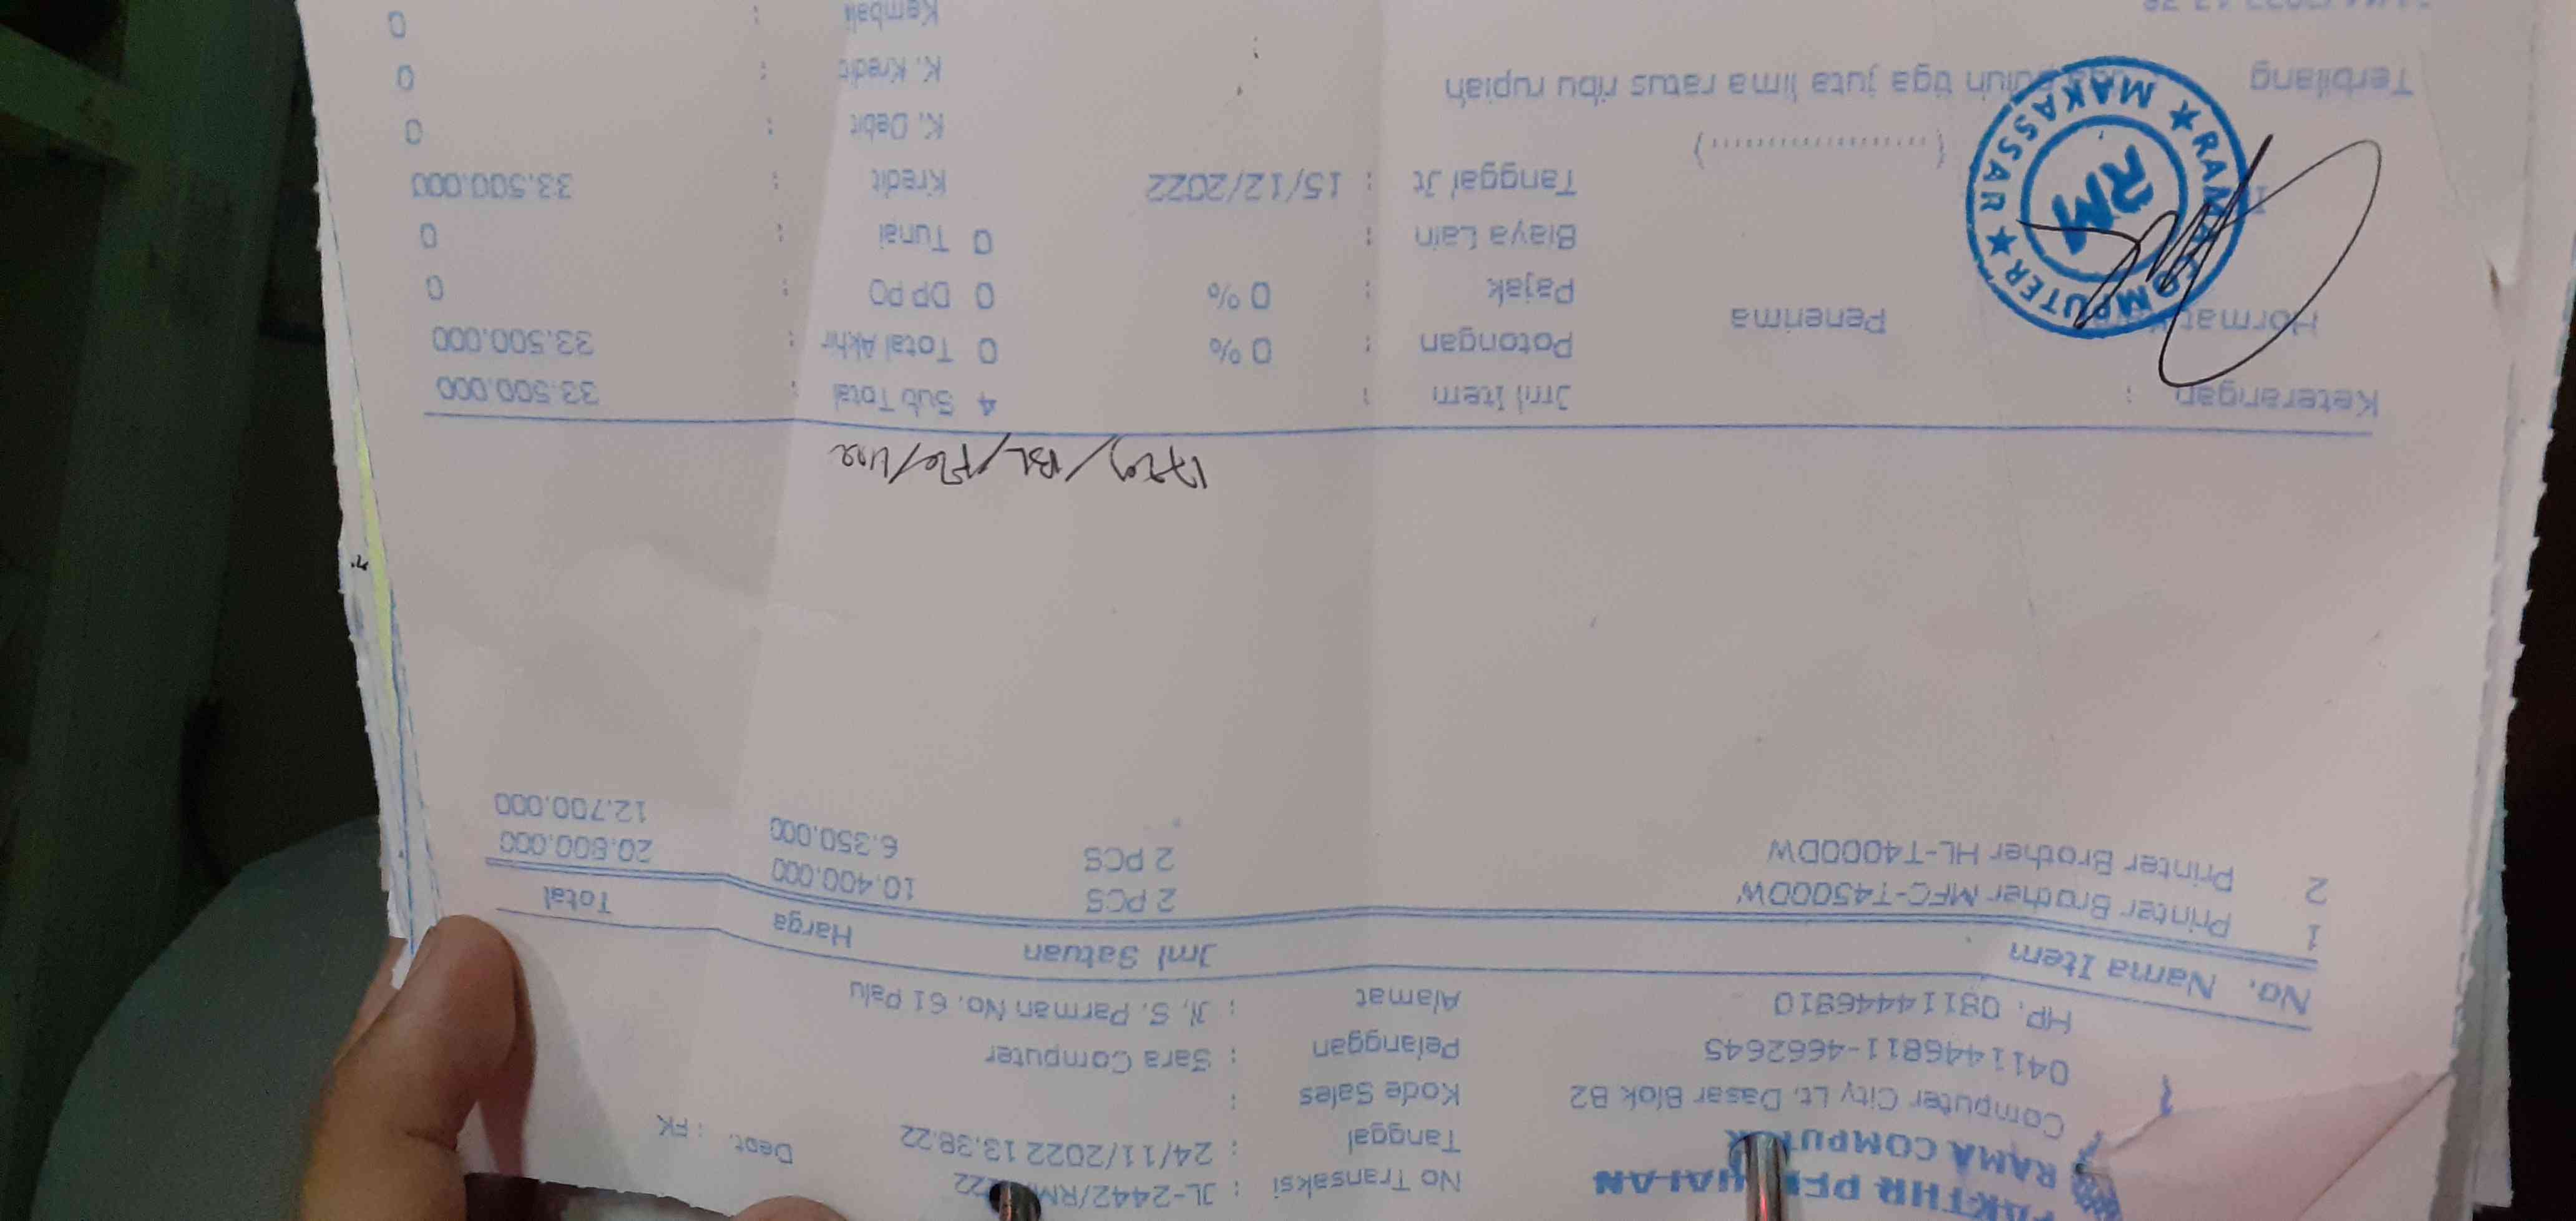 FAKTUR PENJUALAN
RAMA COMPUTER
Computer City Lt. Dasar Blok B2
0411446811-4662645
HP. 0811446810
No Transaksi : JL-2442/RM
Tanggal : 24/11/2022 13.38.22 Dept. : FK
Kode Sales :
Pelanggan : Sara Computer
Alamat : Jl. S. Parman No. 61 Palu
No. Nama Item Jml Satuan Harga Total
1 Printer Brother MFC-T4500DW 2 PCS 10.400.000 20.800.000
2 Printer Brother HL-T4000DW 2 PCS 6.350.000 12.700.000
Keterangan :
Jml Item : 4 Sub Total : 33.500.000
Potongan : 0 % 0 Total Akhir : 33.500.000
Pajak : 0 % 0 DP PO : 0
Biaya Lain : 0 Tunai : 0
Tanggal Jt : 15/12/2022 Kredit : 33.500.000
K. Debit : 0
K. Kredit : 0
Kembali : 0
Hormat Penerima
(....................)
RAMA COMPUTER ★ MAKASSAR ★
RM
Terbilang : puluh tiga juta lima ratus ribu rupiah